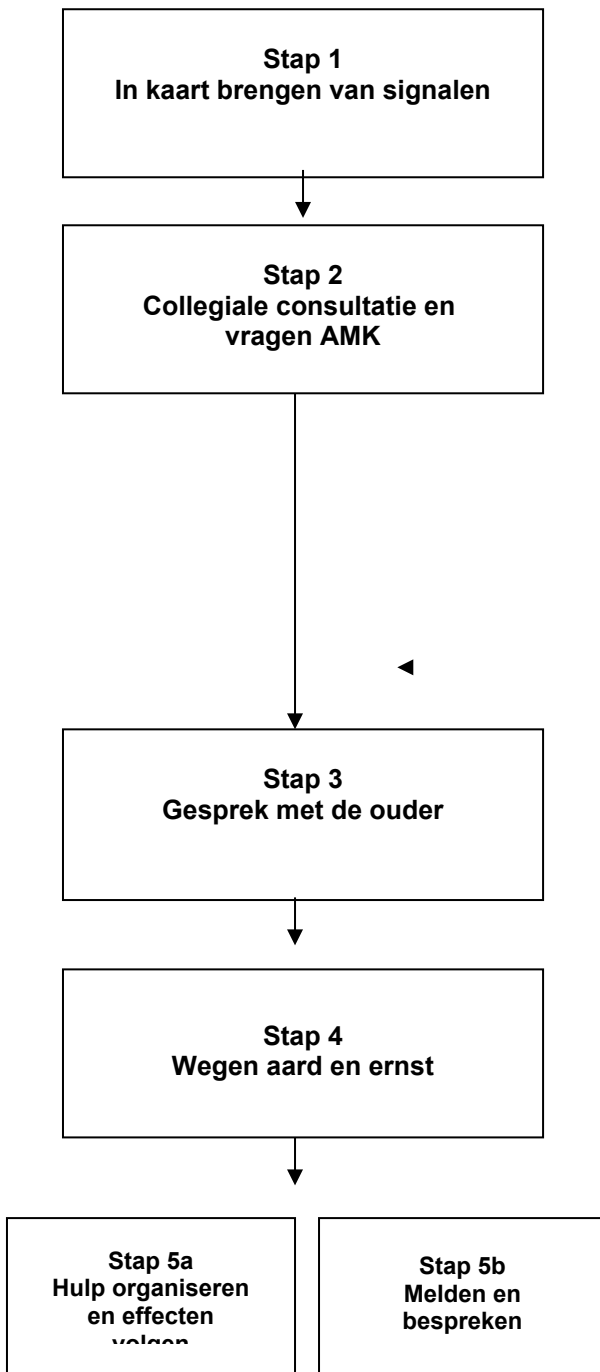 Stap 1
In kaart brengen van signalen
Stap 2
Collegiale consultatie en
vragen AMK
Stap 3
Gesprek met de ouder
Stap 4
Wegen aard en ernst
Stap 5a
Hulp organiseren
en effecten
volgen
Stap 5b
Melden en
bespreken